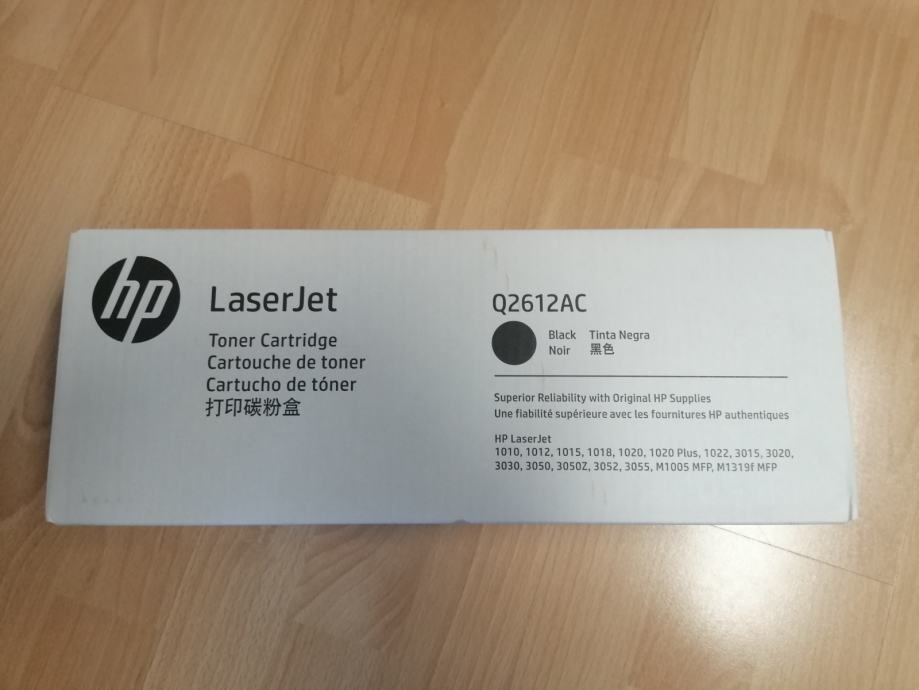 hp
LaserJet
Toner Cartridge
Cartouche de toner
Cartucho de tóner
打印碳粉盒
Q2612AC
Black Tinta Negra
Noir 黑色
Superior Reliability with Original HP Supplies
Une fiabilité supérieure avec les fournitures HP authentiques
HP LaserJet
1010, 1012, 1015, 1018, 1020, 1020 Plus, 1022, 3015, 3020,
3030, 3050, 3050Z, 3052, 3055, M1005 MFP, M1319f MFP